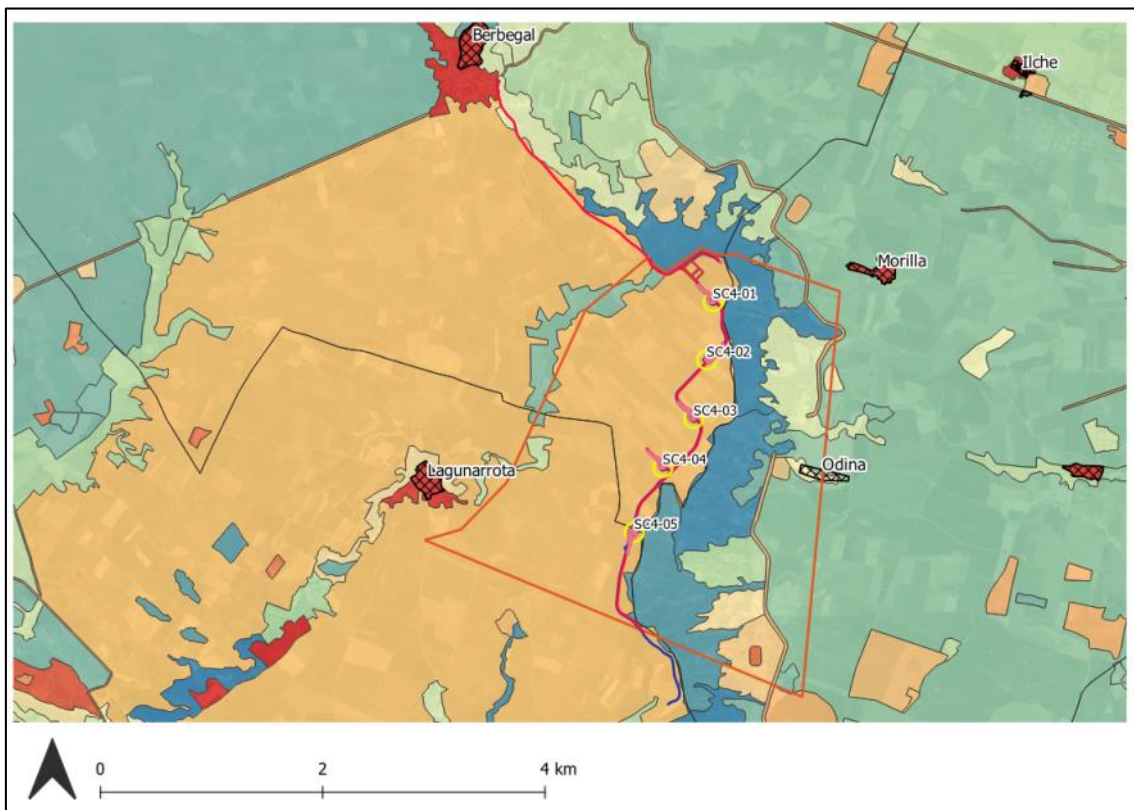 Berbegal
Ilche
Morilla
SC4-01
SC4-02
SC4-03
SC4-04
Odina
Lagunarrota
SC4-05
0 2 4 km